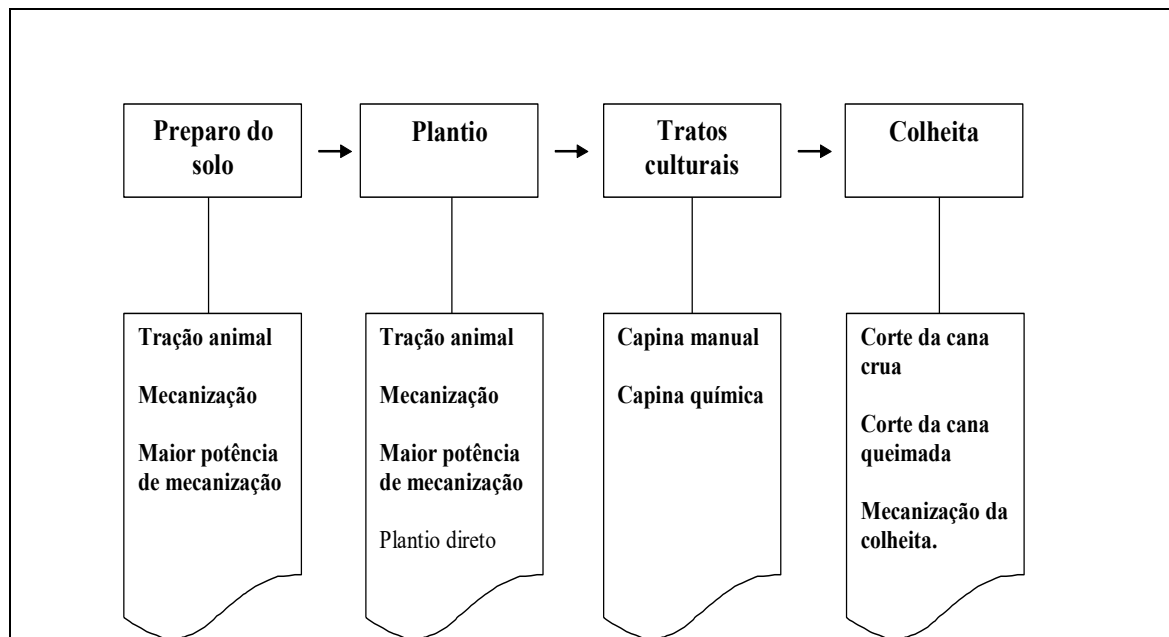 Preparo do
solo
Plantio
Tratos
culturais
Colheita
Tração animal
Mecanização
Maior potência
de mecanização
Tração animal
Mecanização
Maior potência
de mecanização
Plantio direto
Capina manual
Capina química
Corte da cana
crua
Corte da cana
queimada
Mecanização da
colheita.